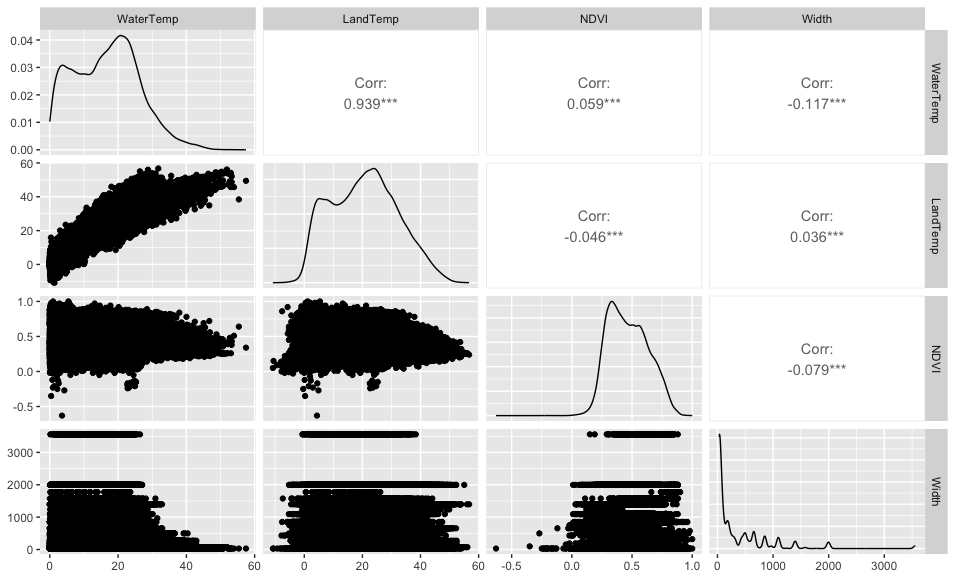 WaterTemp LandTemp NDVI Width
0.04
0.03
0.02
0.01
0.00
Corr:
0.939***
Corr:
0.059***
Corr:
-0.117***
WaterTemp
60
40
20
0
Corr:
-0.046***
Corr:
0.036***
LandTemp
1.0
0.5
0.0
-0.5
Corr:
-0.079***
NDVI
3000
2000
1000
0
Width
0 20 40 60 0 20 40 60 -0.5 0.0 0.5 1.0 0 1000 2000 3000